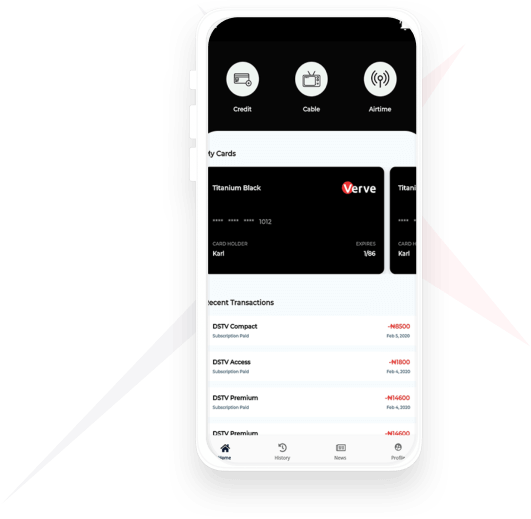 Credit Cable Airtime
My Cards
Titanium Black Verve Titani
**** **** **** 1012 **** *
CARD HOLDER EXPIRES CARD H
Karl 1/86 Karl
Recent Transactions
DSTV Compact -₦8500
Subscription Paid Feb 5, 2020
DSTV Access -₦1800
Subscription Paid Feb 4, 2020
DSTV Premium -₦14600
Subscription Paid Feb 4, 2020
DSTV Premium -₦14600
Home History News Profile